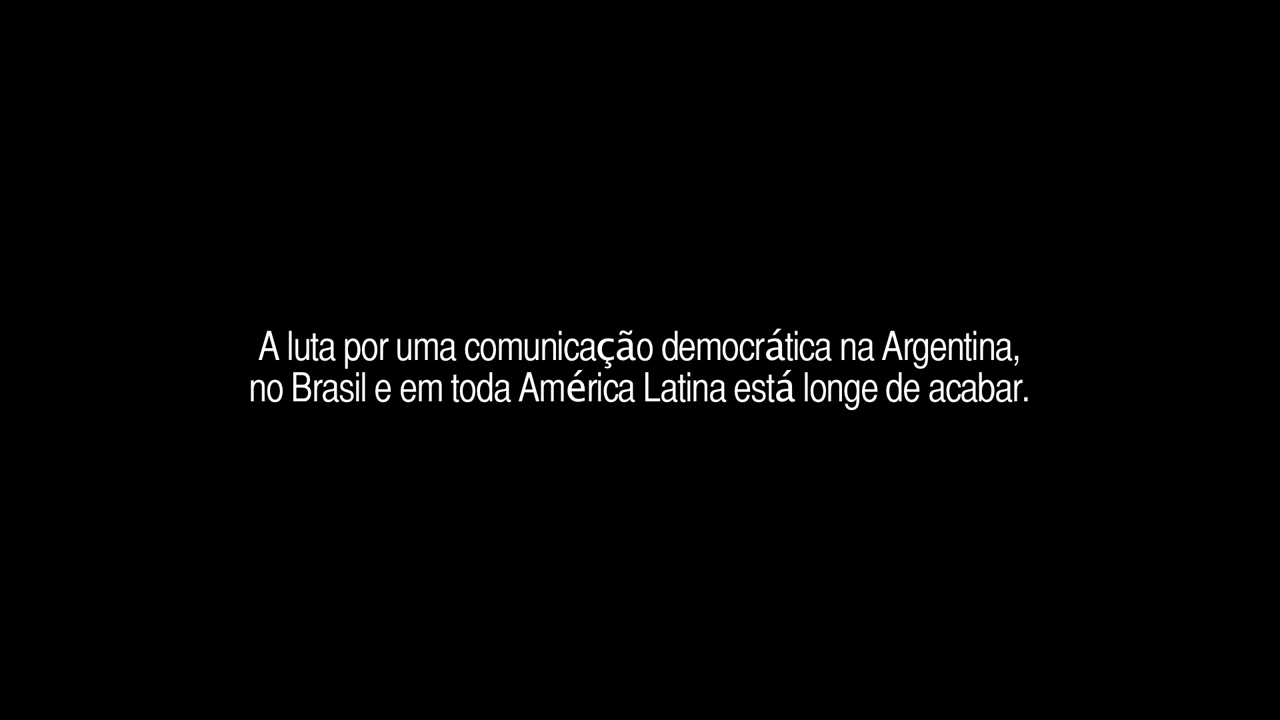 A luta por uma comunicação democrática na Argentina,
no Brasil e em toda América Latina está longe de acabar.